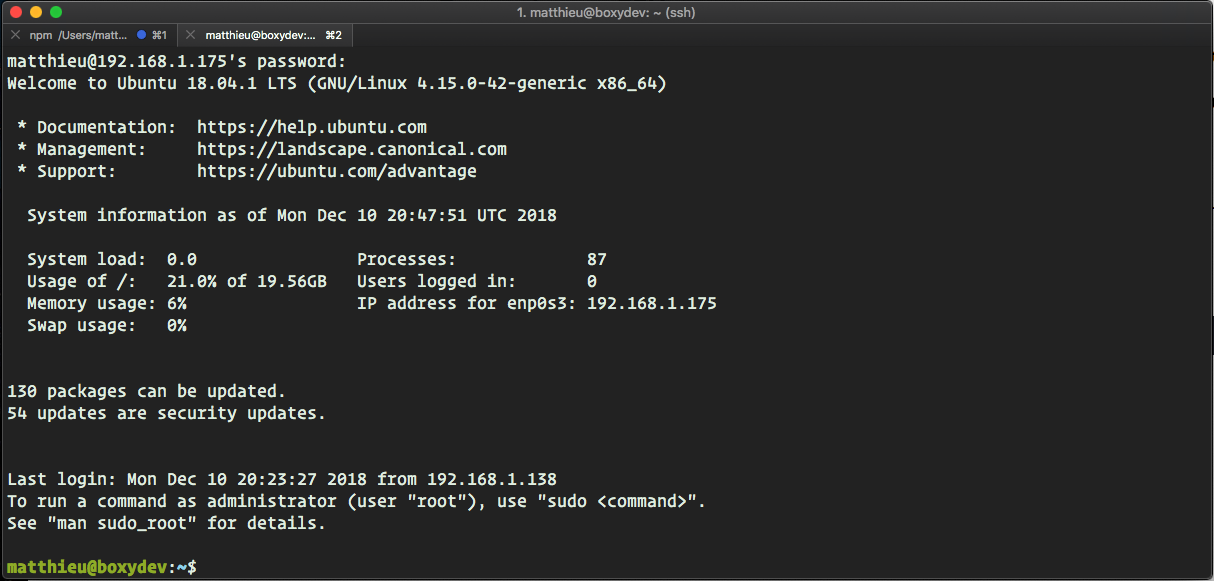 1. matthieu@boxydev: ~ (ssh)
npm /Users/matt... ⌘1 matthieu@boxydev:... ⌘2
matthieu@192.168.1.175's password:
Welcome to Ubuntu 18.04.1 LTS (GNU/Linux 4.15.0-42-generic x86_64)
* Documentation: https://help.ubuntu.com
* Management: https://landscape.canonical.com
* Support: https://ubuntu.com/advantage
System information as of Mon Dec 10 20:47:51 UTC 2018
System load: 0.0 Processes: 87
Usage of /: 21.0% of 19.56GB Users logged in: 0
Memory usage: 6% IP address for enp0s3: 192.168.1.175
Swap usage: 0%
130 packages can be updated.
54 updates are security updates.
Last login: Mon Dec 10 20:23:27 2018 from 192.168.1.138
To run a command as administrator (user "root"), use "sudo <command>".
See "man sudo_root" for details.
matthieu@boxydev:~$